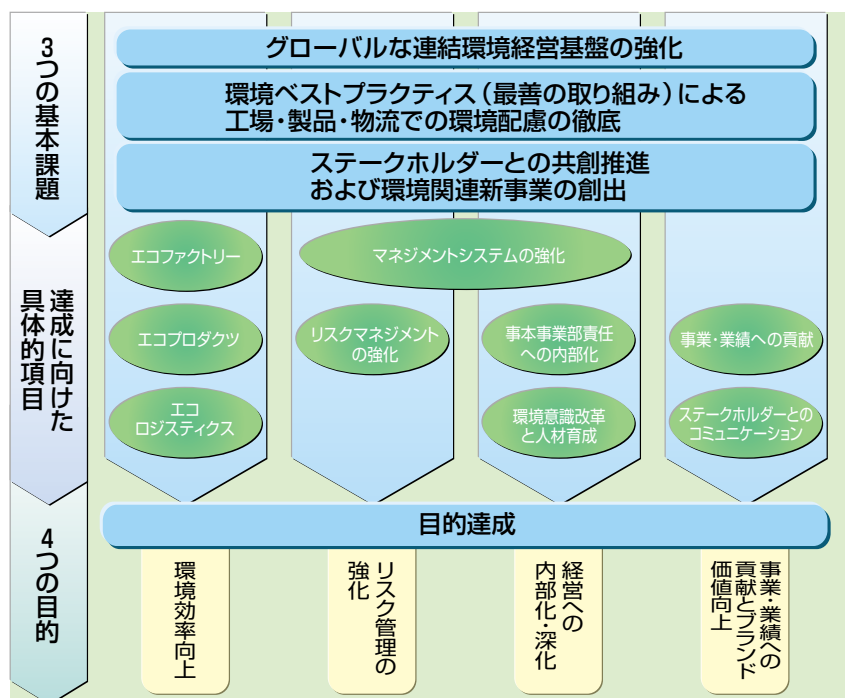 3つの基本課題
グローバルな連結環境経営基盤の強化
環境ベストプラクティス（最善の取り組み）による
工場・製品・物流での環境配慮の徹底
ステークホルダーとの共創推進
および環境関連新事業の創出
達成に向けた
具体的項目
エコファクトリー
マネジメントシステムの強化
エコプロダクツ
リスクマネジメント
の強化
事本事業部責任
への内部化
事業・業績への貢献
エコ
ロジスティクス
環境意識改革
と人材育成
ステークホルダーとの
コミュニケーション
4つの目的
目的達成
環境効率向上
リスク管理の
強化
経営への
内部化・深化
事業・業績への
貢献とブランド
価値向上